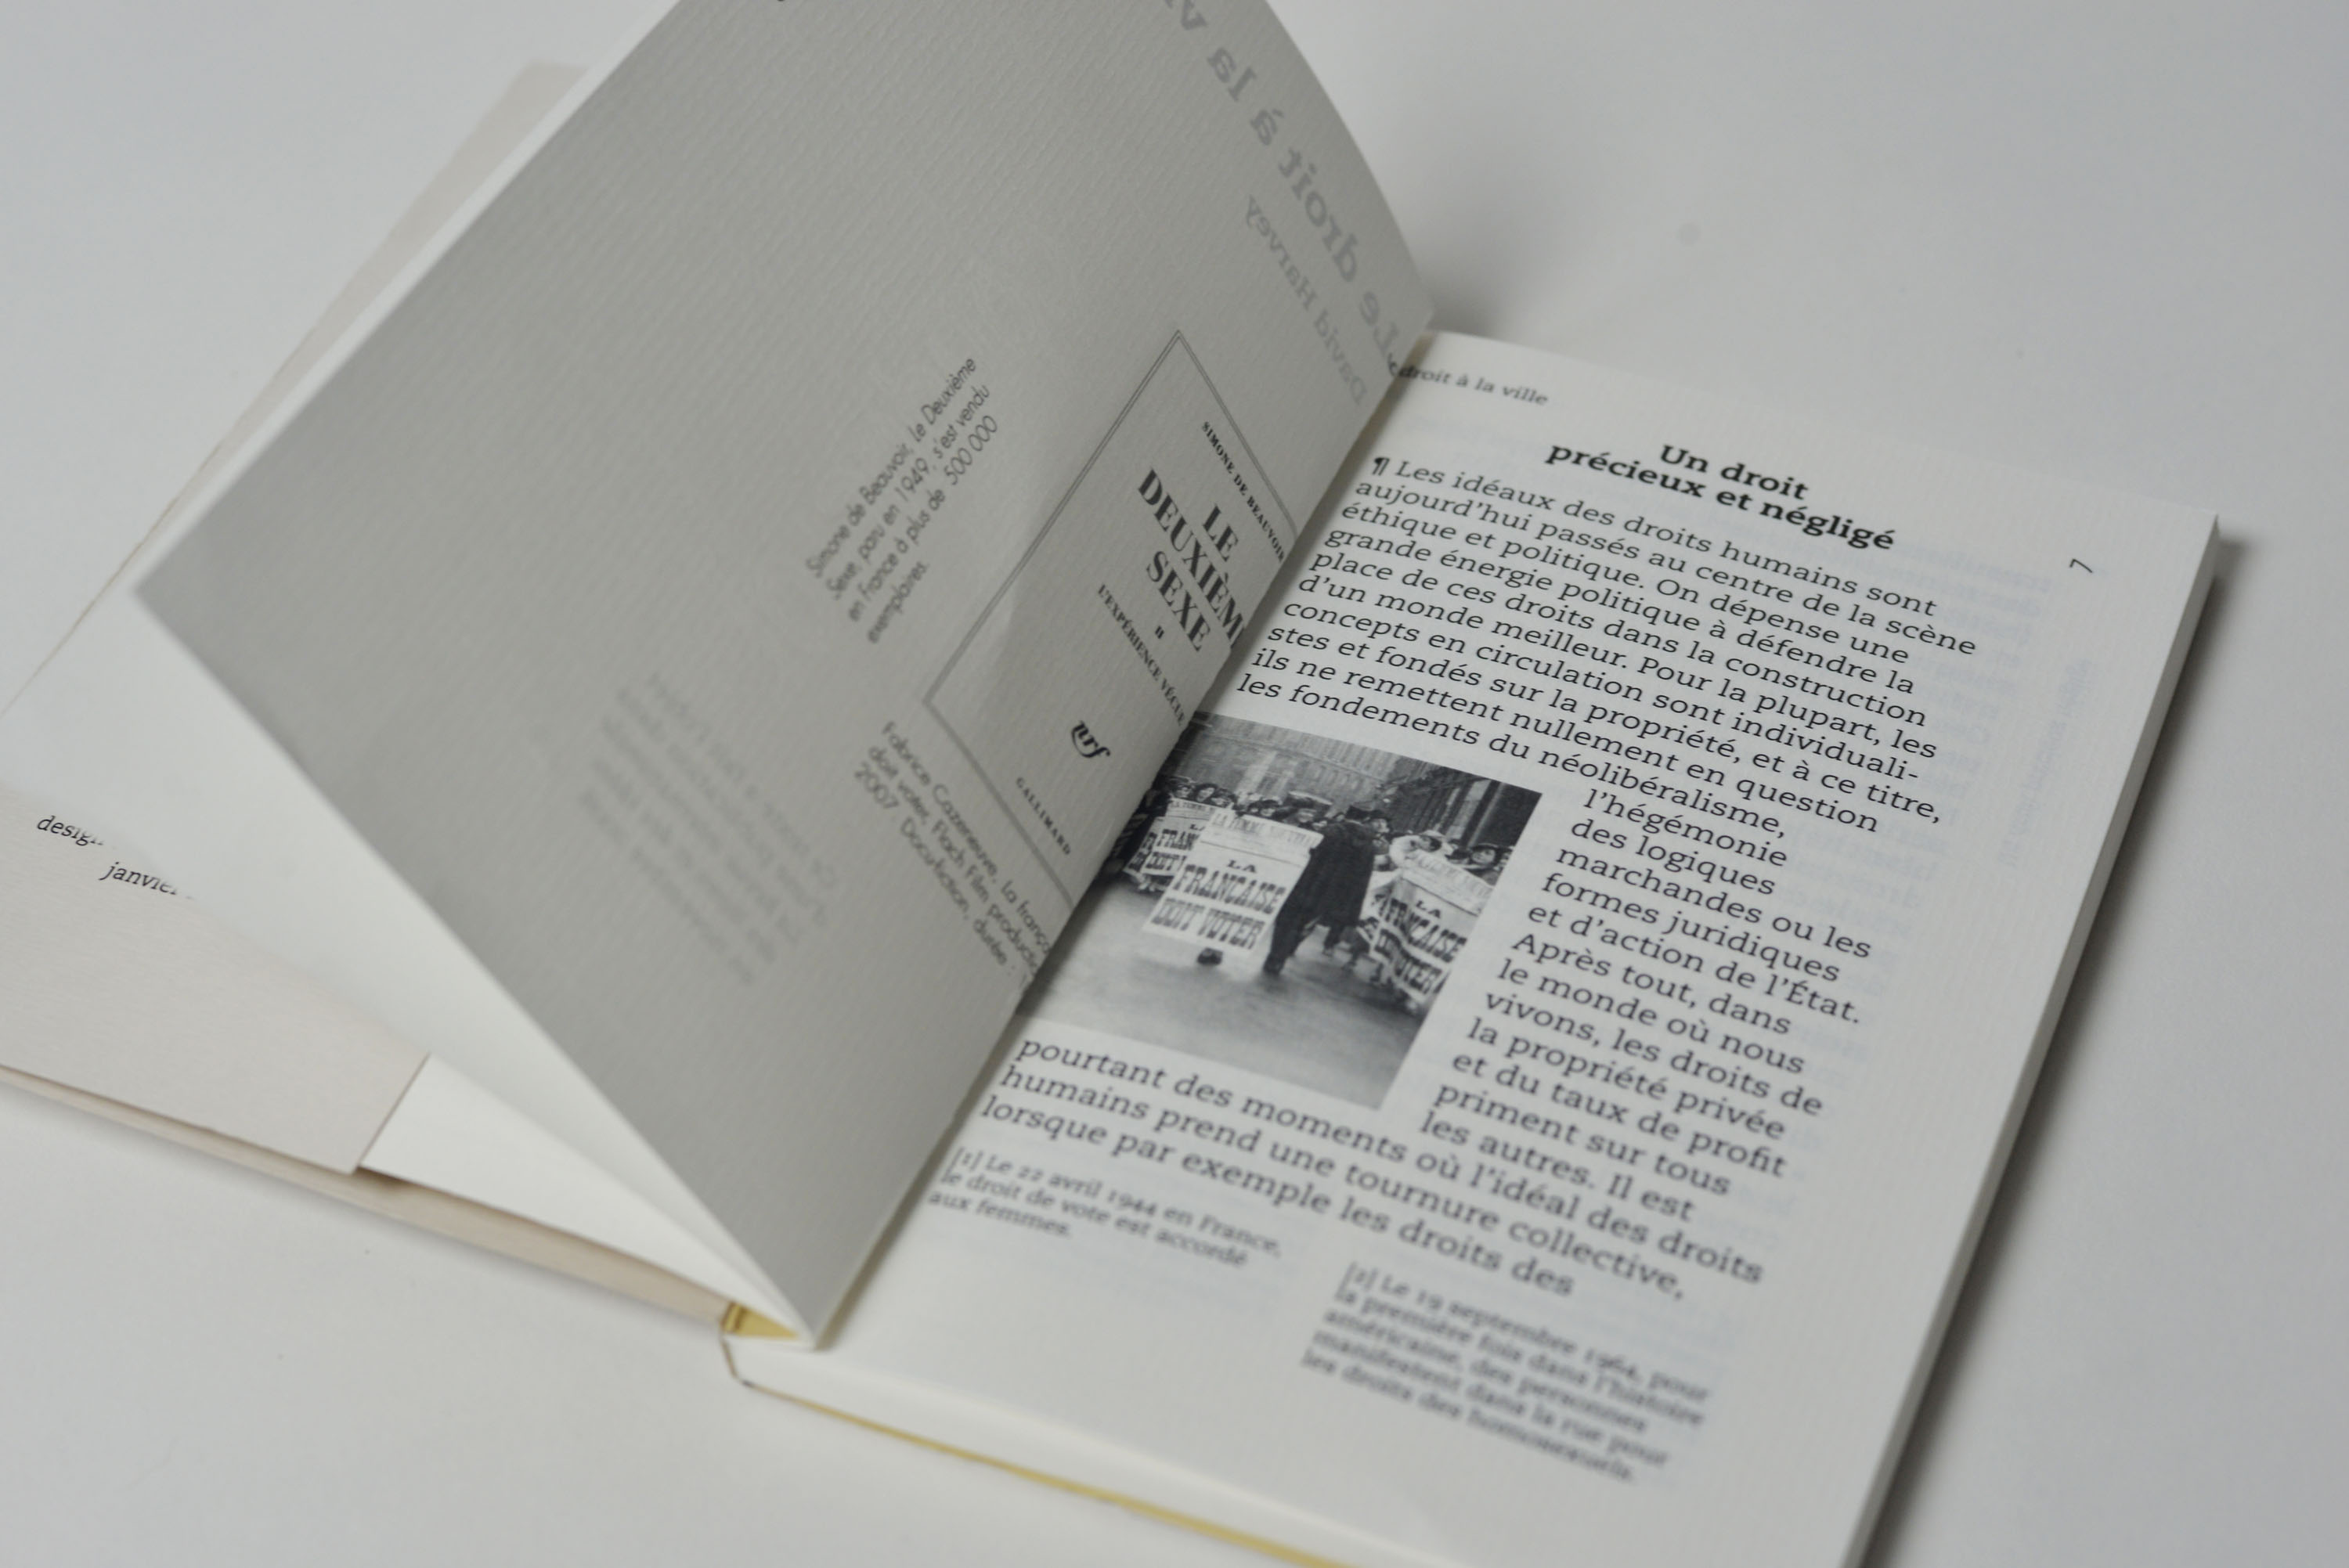 Le droit à la
David Harvey
Simone de Beauvoir, Le Deuxième
Sexe, paru en 1949, s'est vendu
en France à plus de 500 000
exemplaires.
SIMONE DE BEAUVOIR
LE
DEUXIÈM
SEXE
II
L'EXPÉRIENCE VÉCUE
nrf
GALLIMARD
Fabrice Cazeneuve, La frança
doit voter, Flach Film producti
2007 Docufiction, durée :
janvier
droit à la ville
7
Un droit
précieux et négligé
¶ Les idéaux des droits humains sont
aujourd'hui passés au centre de la scène
éthique et politique. On dépense une
grande énergie politique à défendre la
place de ces droits dans la construction
d'un monde meilleur. Pour la plupart, les
concepts en circulation sont individuali-
stes et fondés sur la propriété, et à ce titre,
ils ne remettent nullement en question
les fondements du néolibéralisme,
l'hégémonie
des logiques
marchandes ou les
formes juridiques
et d'action de l'État.
Après tout, dans
le monde où nous
vivons, les droits de
la propriété privée
et du taux de profit
priment sur tous
les autres. Il est
pourtant des moments où l'idéal des droits
humains prend une tournure collective,
lorsque par exemple les droits des
LA
FRANÇAISE
DOIT VOTER
LA
FRANÇAISE
DOIT VOTER
[1] Le 22 avril 1944 en France,
le droit de vote est accordé
aux femmes.
[2] Le 19 septembre 1964, pour
la première fois dans l'histoire
américaine, des personnes
manifestent dans la rue pour
les droits des homosexuels.